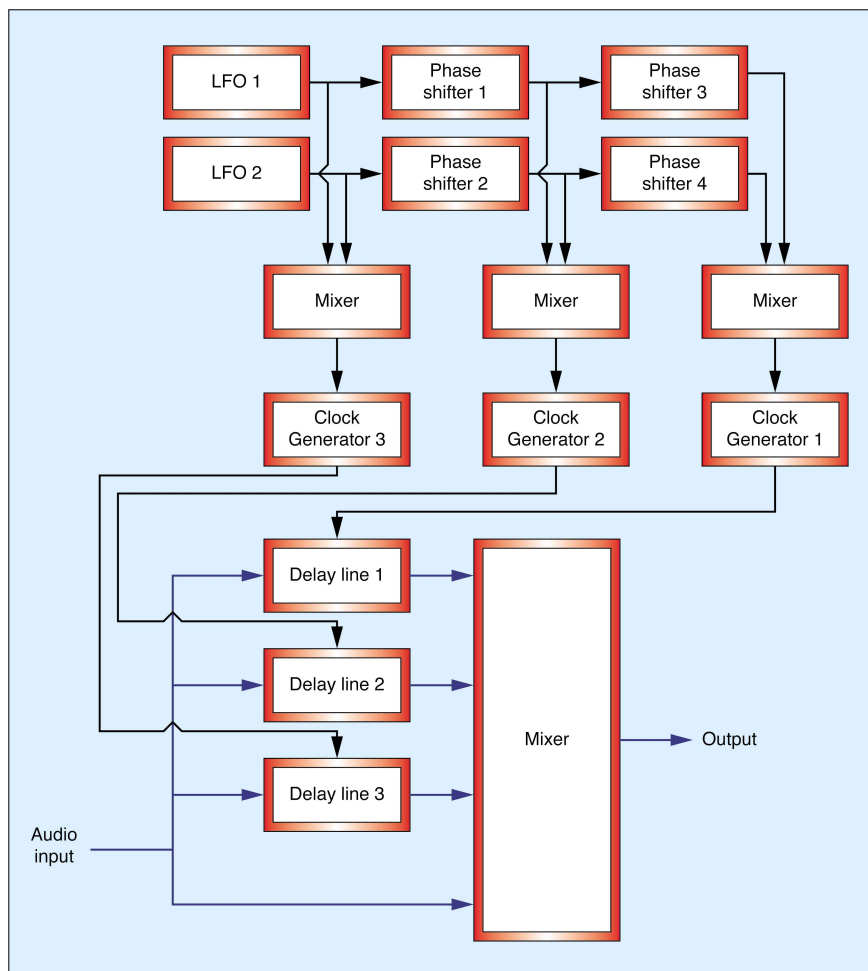 LFO 1
Phase
shifter 1
Phase
shifter 3
LFO 2
Phase
shifter 2
Phase
shifter 4
Mixer
Mixer
Mixer
Clock
Generator 3
Clock
Generator 2
Clock
Generator 1
Delay line 1
Delay line 2
Mixer
Output
Delay line 3
Audio
input